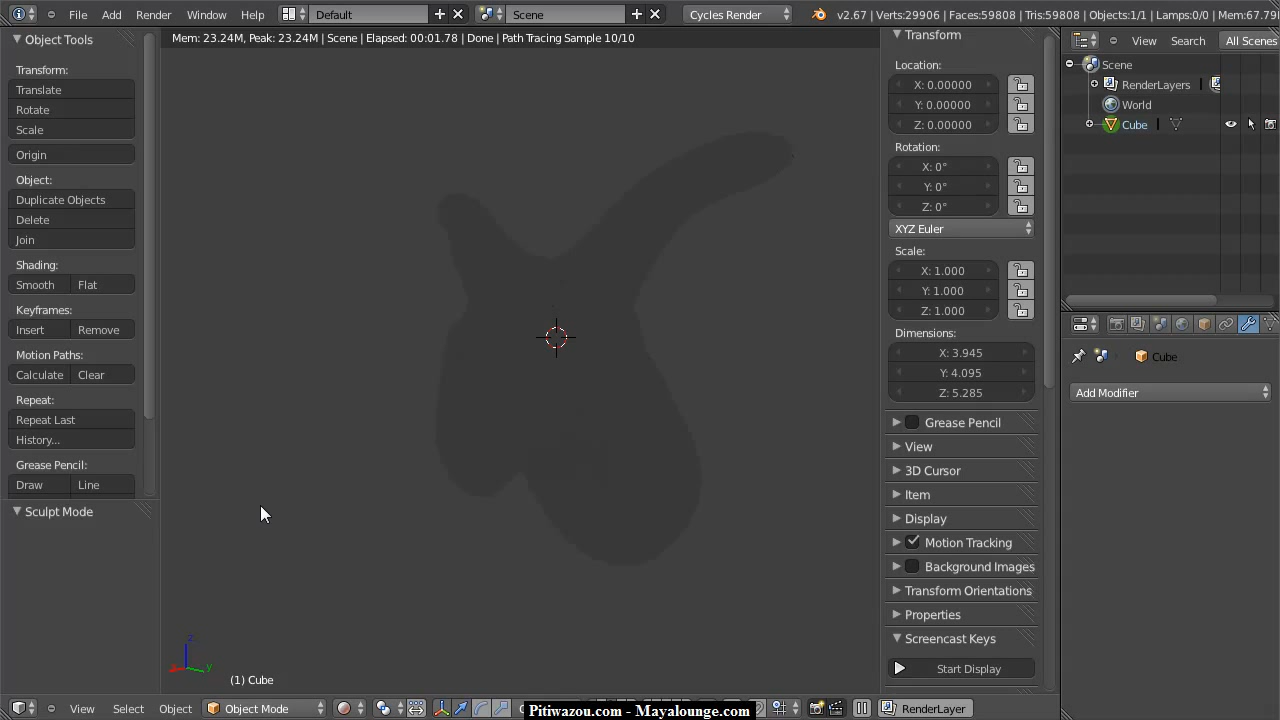 File Add Render Window Help Default Scene Cycles Render v2.67 | Verts:29906 | Faces:59808 | Tris:59808 | Objects:1/1 | Lamps:0/0 | Mem:67.79
Object Tools
Mem: 23.24M, Peak: 23.24M | Scene | Elapsed: 00:01.78 | Done | Path Tracing Sample 10/10
Transform:
Translate
Rotate
Scale
Origin
Object:
Duplicate Objects
Delete
Join
Shading:
Smooth Flat
Keyframes:
Insert Remove
Motion Paths:
Calculate Clear
Repeat:
Repeat Last
History...
Grease Pencil:
Draw Line
Sculpt Mode
z
x y
(1) Cube
View Select Object Object Mode
Pitiwazou.com - Mayalounge.com
RenderLayer
Transform
Location:
X: 0.00000
Y: 0.00000
Z: 0.00000
Rotation:
X: 0°
Y: 0°
Z: 0°
XYZ Euler
Scale:
X: 1.000
Y: 1.000
Z: 1.000
Dimensions:
X: 3.945
Y: 4.095
Z: 5.285
Grease Pencil
View
3D Cursor
Item
Display
Motion Tracking
Background Images
Transform Orientations
Properties
Screencast Keys
Start Display
View Search All Scenes
Scene
RenderLayers |
World
Cube |
Cube
Add Modifier